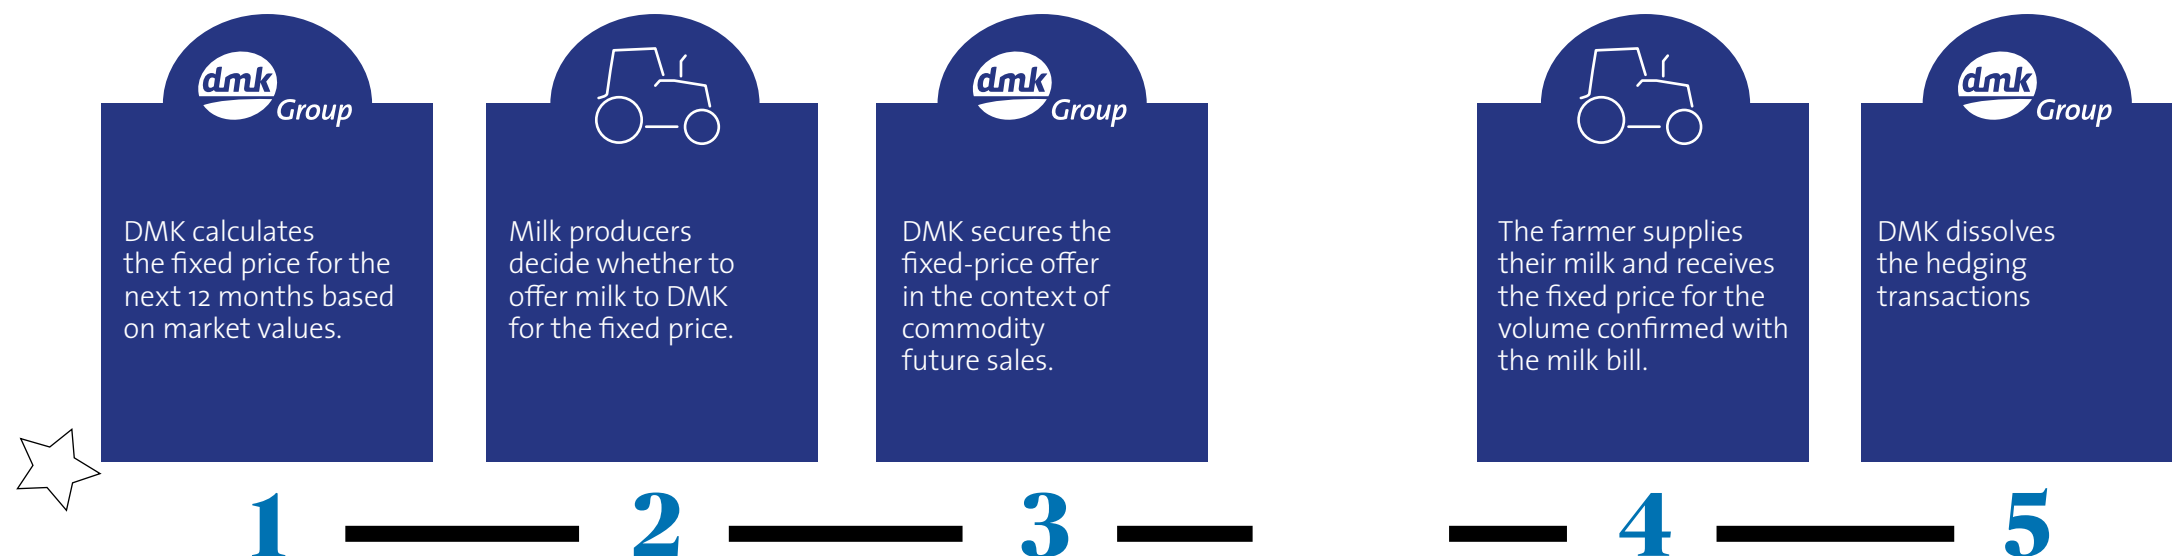 dmk
Group
DMK calculates
the fixed price for the
next 12 months based
on market values.
1
Milk producers
decide whether to
offer milk to DMK
for the fixed price.
2
dmk
Group
DMK secures the
fixed-price offer
in the context of
commodity
future sales.
3
The farmer supplies
their milk and receives
the fixed price for the
volume confirmed with
the milk bill.
4
dmk
Group
DMK dissolves
the hedging
transactions
5